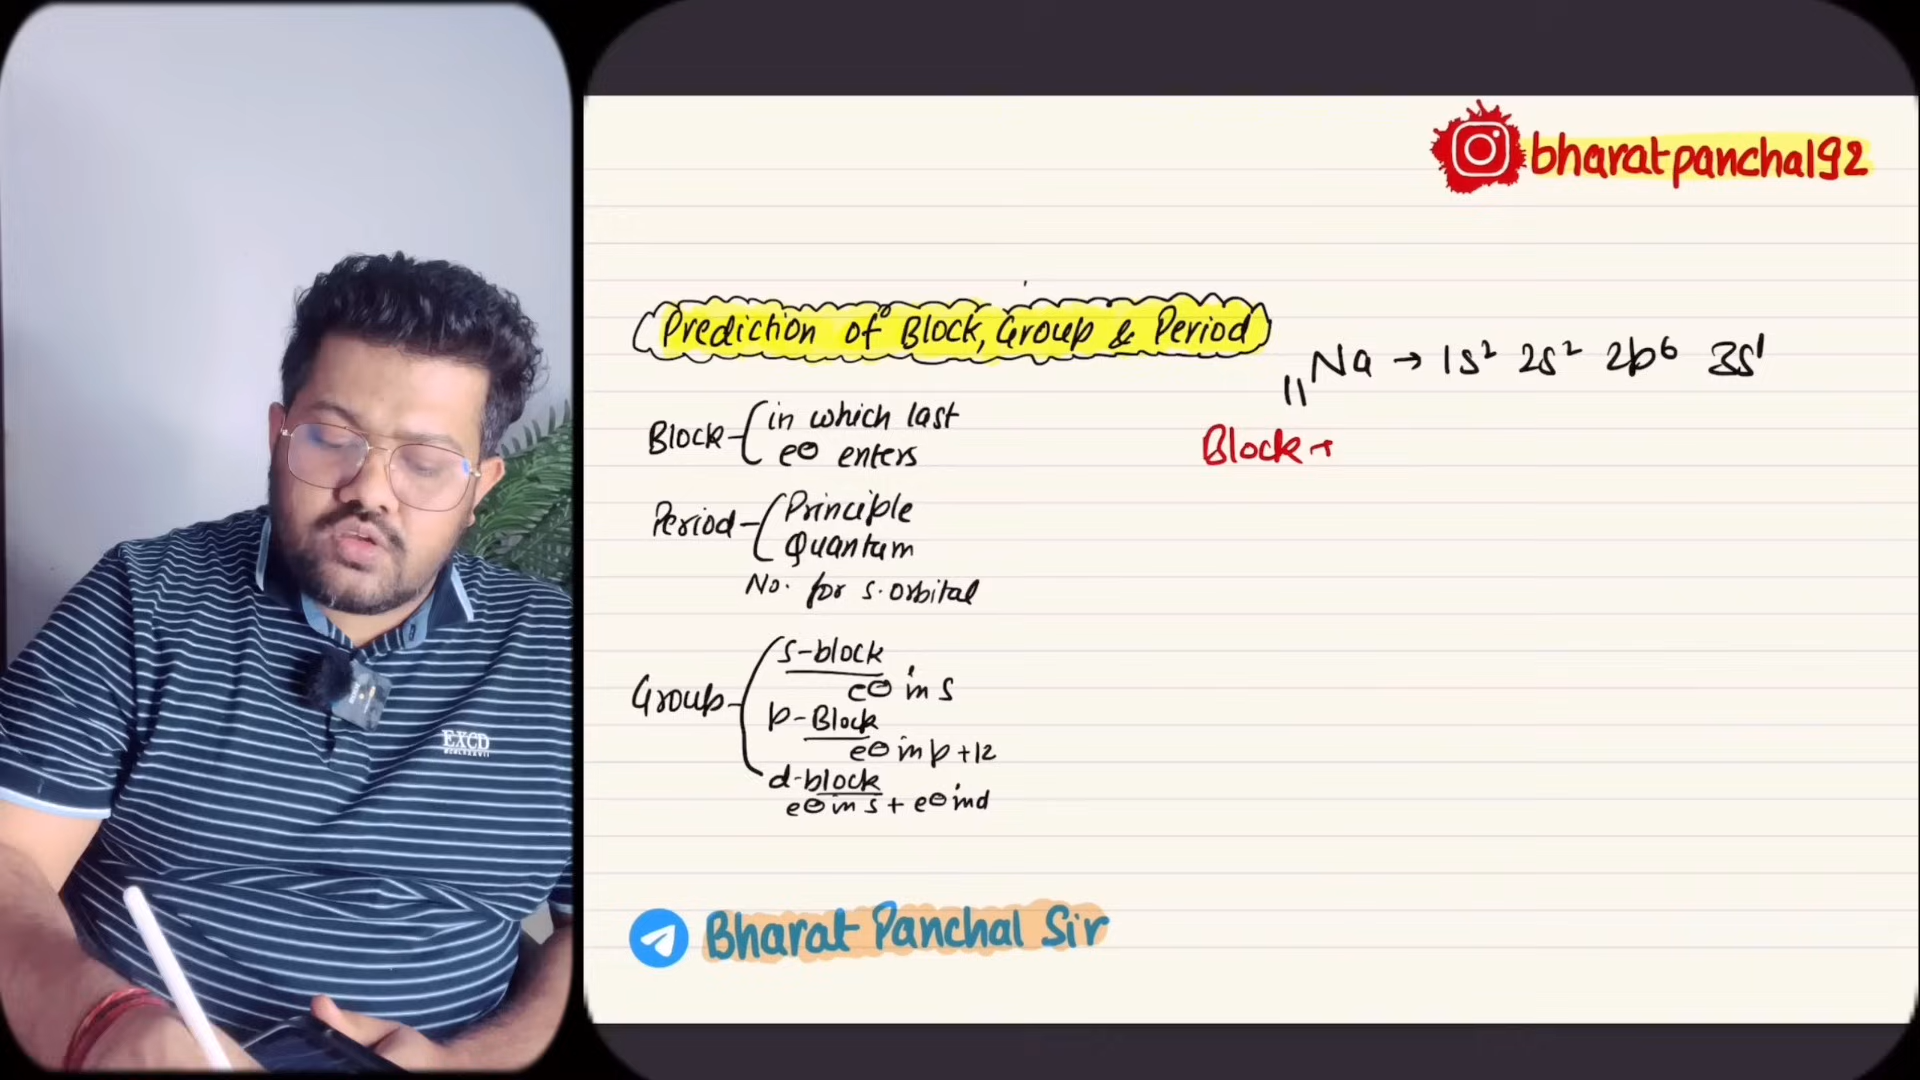 bharatpanchal92
Prediction of Block, Group & Period
11Na → 1s² 2s² 2p⁶ 3s¹
Block - in which last
e⊖ enters
Block →
Period - Principle
Quantum
No. for s.orbital
Group - s-block
e⊖ in s
p-Block
e⊖ in p +12
d-block
e⊖ in s + e⊖ in d
EXCD
Bharat Panchal Sir